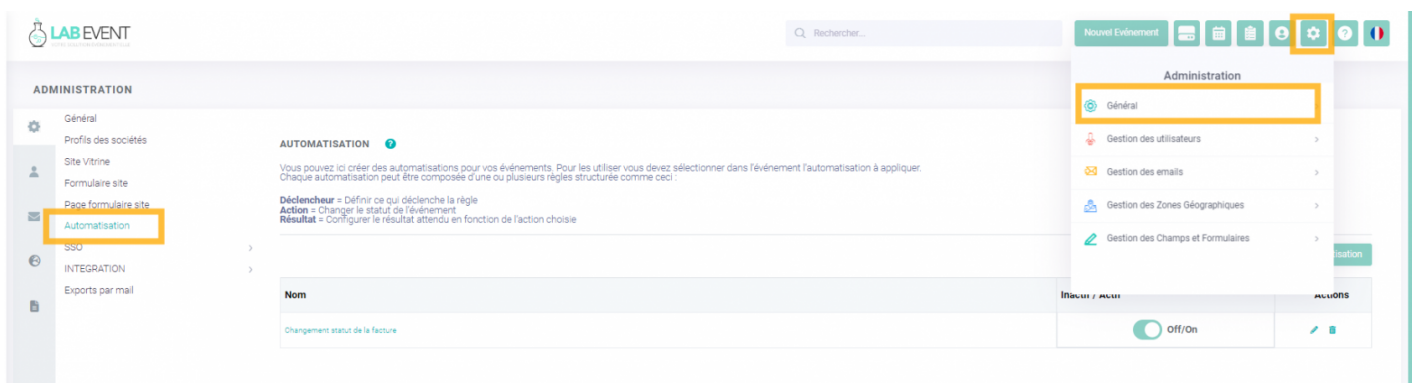 LAB EVENT
Rechercher...
Nouvel Evénement
ADMINISTRATION
Général
Profils des sociétés
Site Vitrine
Formulaire site
Page formulaire site
Automatisation
SSO
INTEGRATION
Exports par mail
AUTOMATISATION
Vous pouvez ici créer des automatisations pour vos événements. Pour les utiliser vous devez sélectionner dans l'événement l'automatisation à appliquer.
Chaque automatisation peut être composée d'une ou plusieurs règles structurée comme ceci :
Déclencheur = Définir ce qui déclenche la règle
Action = Changer le statut de l'événement
Résultat = Configurer le résultat attendu en fonction de l'action choisie
Administration
Général
Gestion des utilisateurs
Gestion des emails
Gestion des Zones Géographiques
Gestion des Champs et Formulaires
tisation
Nom
Inactif / Actif
Actions
Changement statut de la facture
Off/On